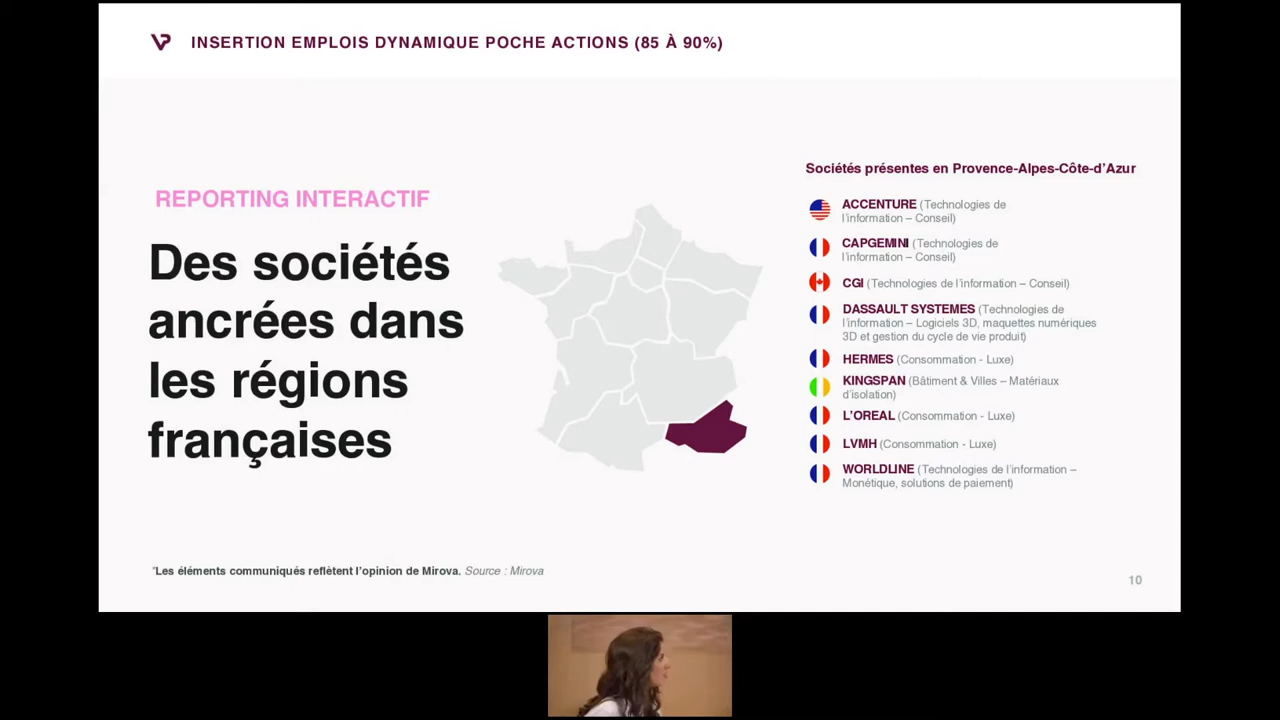 INSERTION EMPLOIS DYNAMIQUE POCHE ACTIONS (85 À 90%)
REPORTING INTERACTIF
Des sociétés
ancrées dans
les régions
françaises
Sociétés présentes en Provence-Alpes-Côte-d’Azur
ACCENTURE (Technologies de
l’information – Conseil)
CAPGEMINI (Technologies de
l’information – Conseil)
CGI (Technologies de l’information – Conseil)
DASSAULT SYSTEMES (Technologies de
l’information – Logiciels 3D, maquettes numériques
3D et gestion du cycle de vie produit)
HERMES (Consommation - Luxe)
KINGSPAN (Bâtiment & Villes – Matériaux
d’isolation)
L’OREAL (Consommation - Luxe)
LVMH (Consommation - Luxe)
WORLDLINE (Technologies de l’information –
Monétique, solutions de paiement)
*Les éléments communiqués reflètent l’opinion de Mirova. Source : Mirova
10